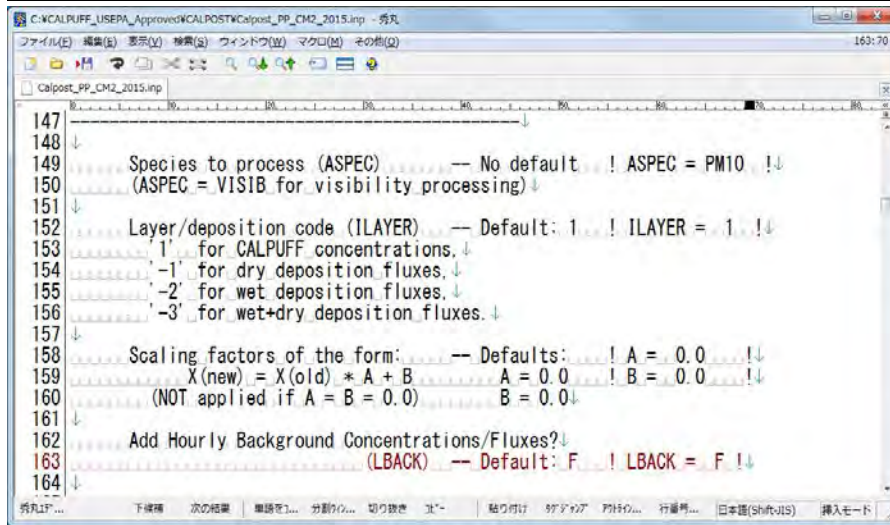 C:¥CALPUFF_USEPA_Approved¥CALPOST¥Calpost_PP_CM2_2015.inp - 秀丸
ファイル(F) 編集(E) 表示(V) 検索(S) ウィンドウ(W) マクロ(M) その他(O) 163:70
Calpost_PP_CM2_2015.inp
147 -----------------------------------------------↓
148 ↓
149 Species to process (ASPEC) -- No default ! ASPEC = PM10 !↓
150 (ASPEC = VISIB for visibility processing)↓
151 ↓
152 Layer/deposition code (ILAYER) -- Default: 1 ! ILAYER = 1 !↓
153 '1' for CALPUFF concentrations,↓
154 '-1' for dry deposition fluxes,↓
155 '-2' for wet deposition fluxes,↓
156 '-3' for wet+dry deposition fluxes.↓
157 ↓
158 Scaling factors of the form: -- Defaults: ! A = 0.0 !↓
159 X(new) = X(old) * A + B A = 0.0 ! B = 0.0 !↓
160 (NOT applied if A = B = 0.0) B = 0.0↓
161 ↓
162 Add Hourly Background Concentrations/Fluxes?↓
163 (LBACK) -- Default: F ! LBACK = F !↓
164 ↓
下候補 次の結果 切り抜き コピー 貼り付け 行番号... 日本語(Shift-JIS) 挿入モード